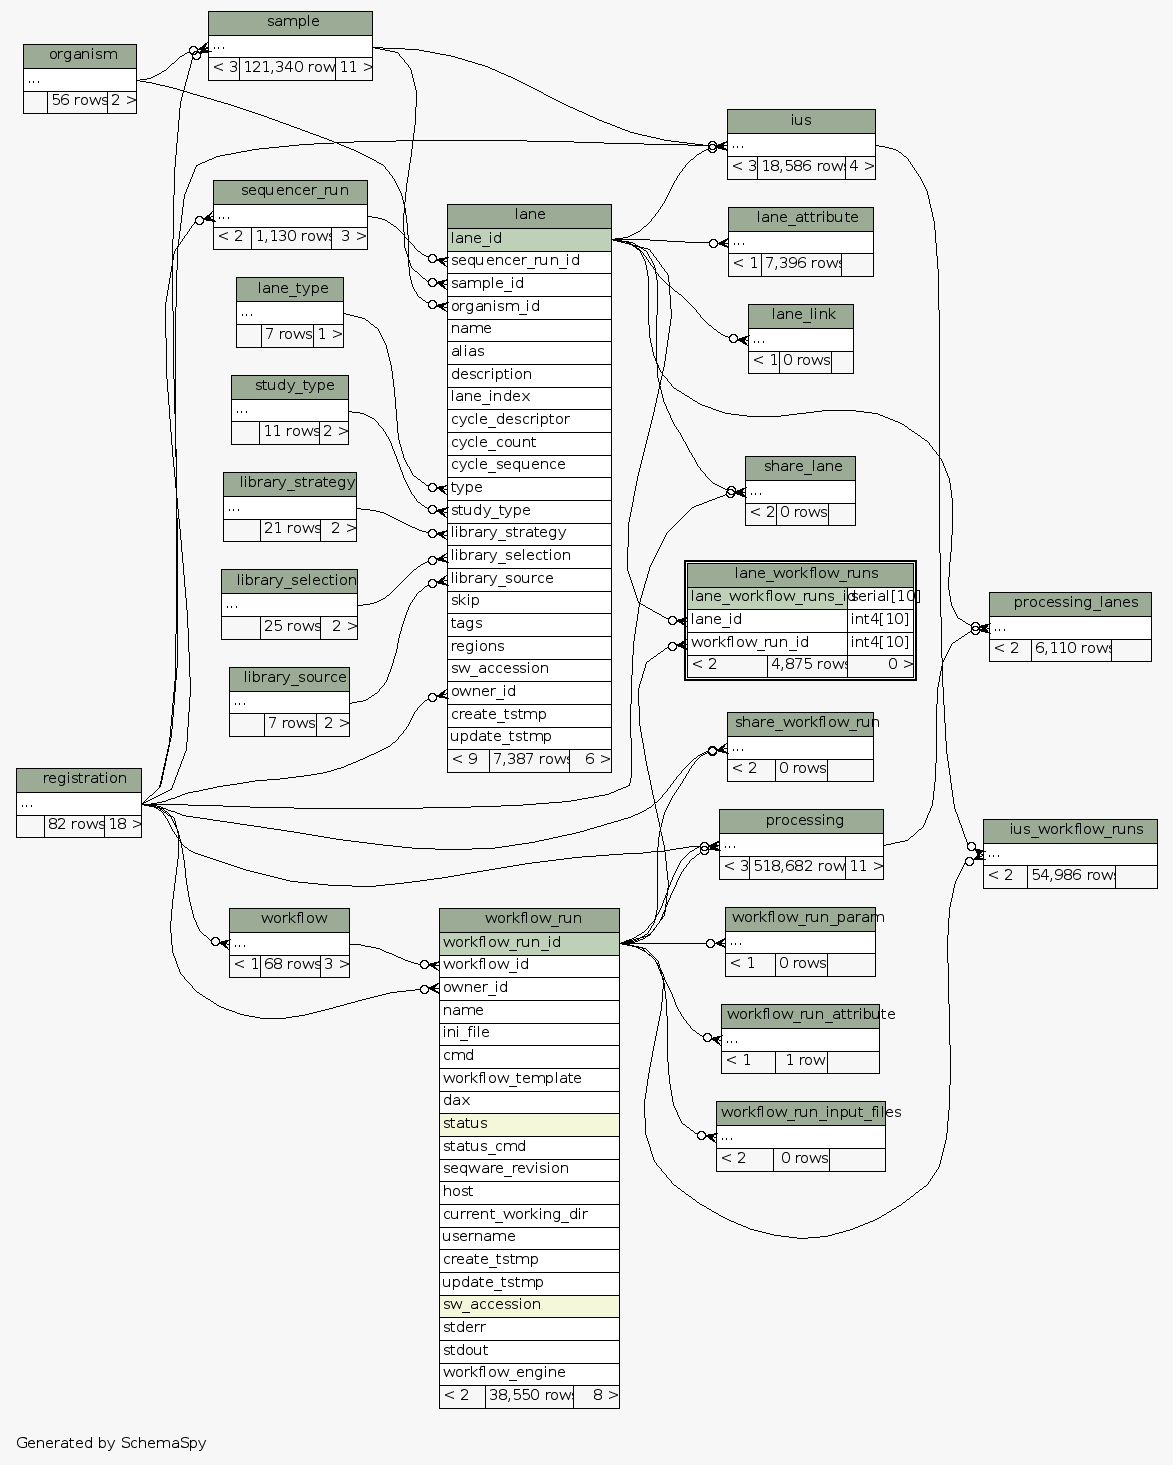 sample
...
< 3 121,340 row 11 >
organism
...
56 rows 2 >
ius
...
< 3 18,586 row 4 >
sequencer_run
...
< 2 1,130 rows 3 >
lane
lane_id
sequencer_run_id
sample_id
organism_id
name
alias
description
lane_index
cycle_descriptor
cycle_count
cycle_sequence
type
study_type
library_strategy
library_selection
library_source
skip
tags
regions
sw_accession
owner_id
create_tstmp
update_tstmp
< 9 7,387 rows 6 >
lane_attribute
...
< 1 7,396 rows
lane_type
...
7 rows 1 >
lane_link
...
< 1 0 rows
study_type
...
11 rows 2 >
share_lane
...
< 2 0 rows
library_strategy
...
21 rows 2 >
library_selection
...
25 rows 2 >
lane_workflow_runs
lane_workflow_runs_id serial[10]
lane_id int4[10]
workflow_run_id int4[10]
< 2 4,875 rows 0 >
processing_lanes
...
< 2 6,110 rows
library_source
...
7 rows 2 >
share_workflow_run
...
< 2 0 rows
registration
...
82 rows 18 >
processing
...
< 3 518,682 row 11 >
ius_workflow_runs
...
< 2 54,986 row
workflow
...
< 1 68 rows 3 >
workflow_run
workflow_run_id
workflow_id
owner_id
name
ini_file
cmd
workflow_template
dax
status
status_cmd
seqware_revision
host
current_working_dir
username
create_tstmp
update_tstmp
sw_accession
stderr
stdout
workflow_engine
< 2 38,550 row 8 >
workflow_run_param
...
< 1 0 rows
workflow_run_attribute
...
< 1 1 row
workflow_run_input_files
...
< 2 0 rows
Generated by SchemaSpy